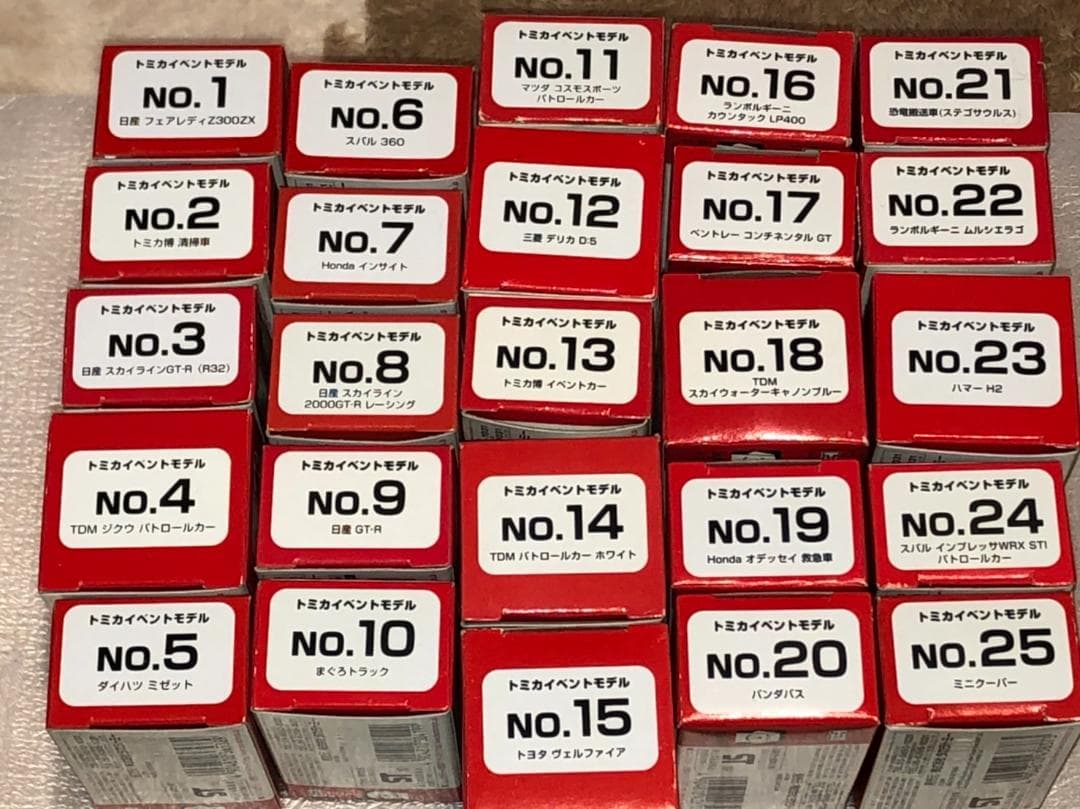 トミカイベントモデル
NO.1
日産 フェアレディZ300ZX
トミカイベントモデル
NO.2
トミカ博 清掃車
トミカイベントモデル
NO.3
日産 スカイラインGT-R（R32）
トミカイベントモデル
NO.4
TDM ジクウ パトロールカー
トミカイベントモデル
NO.5
ダイハツ ミゼット
トミカイベントモデル
NO.6
スバル 360
トミカイベントモデル
NO.7
Honda インサイト
トミカイベントモデル
NO.8
日産 スカイライン
2000GT-R レーシング
トミカイベントモデル
NO.9
日産 GT-R
トミカイベントモデル
NO.10
まぐろトラック
トミカイベントモデル
NO.11
マツダ コスモスポーツ
パトロールカー
トミカイベントモデル
NO.12
三菱 デリカ D:5
トミカイベントモデル
NO.13
トミカ博 イベントカー
トミカイベントモデル
NO.14
TDM パトロールカー ホワイト
トミカイベントモデル
NO.15
トヨタ ヴェルファイア
トミカイベントモデル
NO.16
ランボルギーニ
カウンタック LP400
トミカイベントモデル
NO.17
ベントレー コンチネンタル GT
トミカイベントモデル
NO.18
TDM
スカイウォーターキャノンブルー
トミカイベントモデル
NO.19
Honda オデッセイ 救急車
トミカイベントモデル
NO.20
パンダバス
トミカイベントモデル
NO.21
恐竜搬送車(ステゴサウルス)
トミカイベントモデル
NO.22
ランボルギーニ ムルシエラゴ
トミカイベントモデル
NO.23
ハマー H2
トミカイベントモデル
NO.24
スバル インプレッサWRX STI
パトロールカー
トミカイベントモデル
NO.25
ミニクーパー